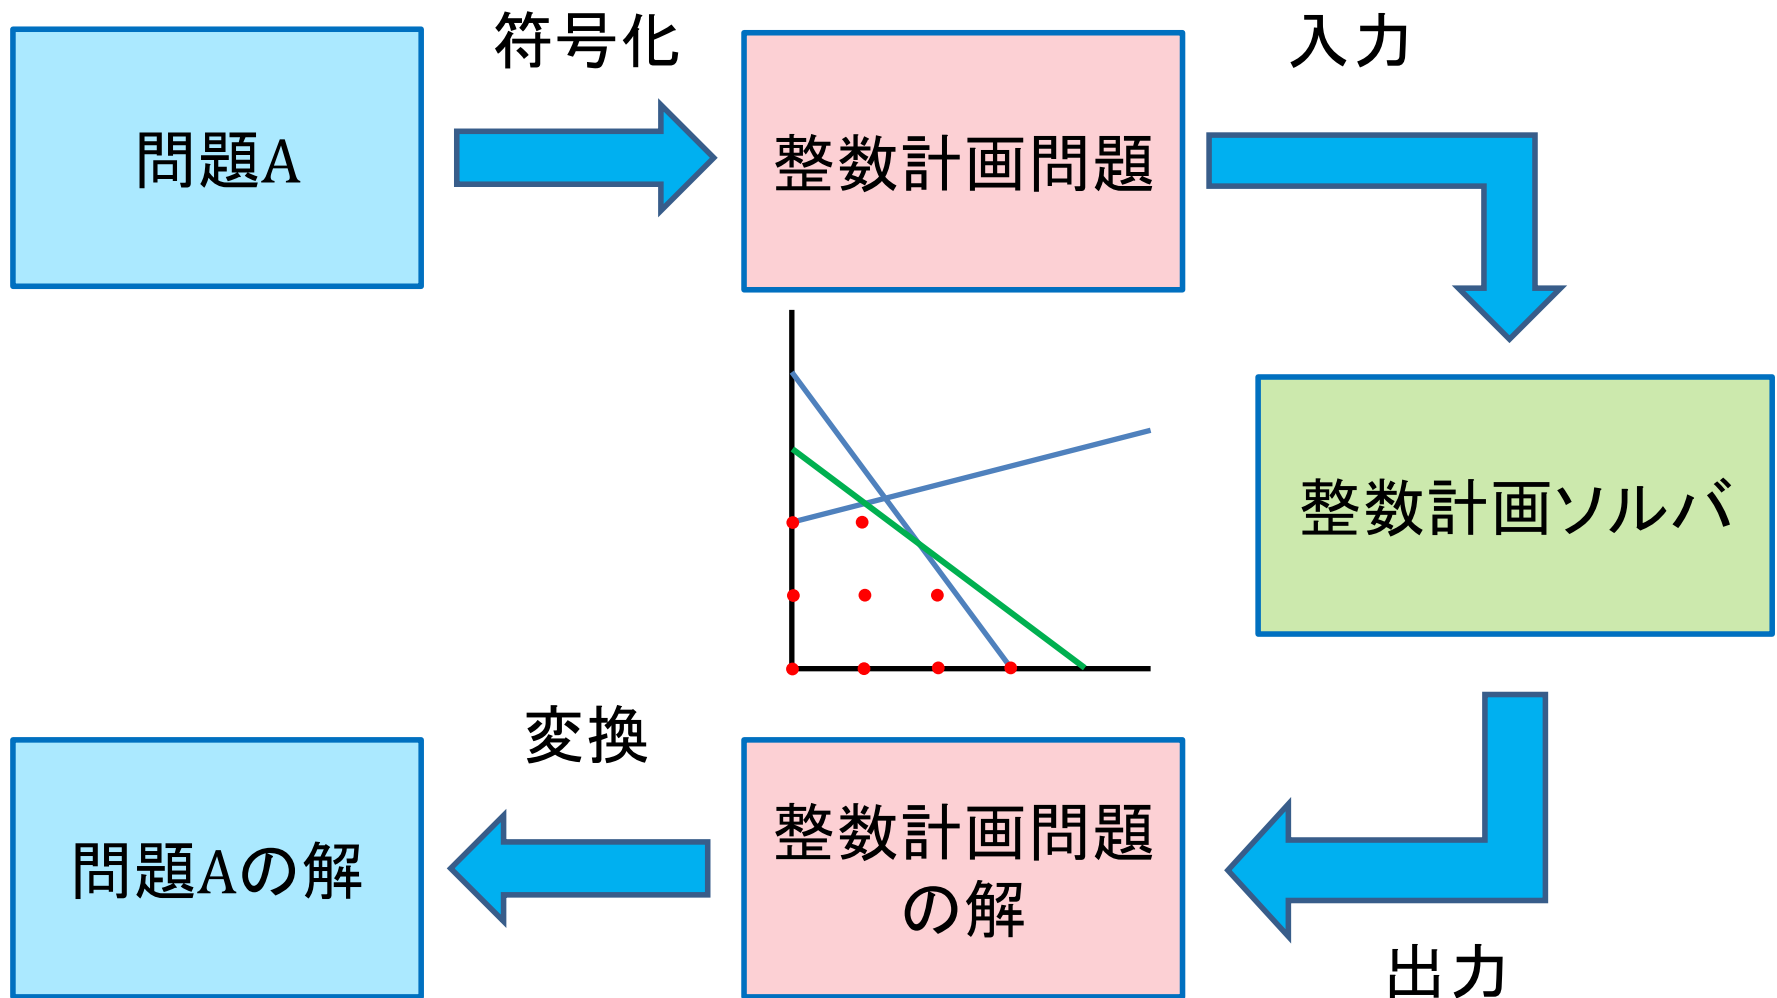 符号化
入力
問題A
整数計画問題
整数計画ソルバ
変換
問題Aの解
整数計画問題
の解
出力